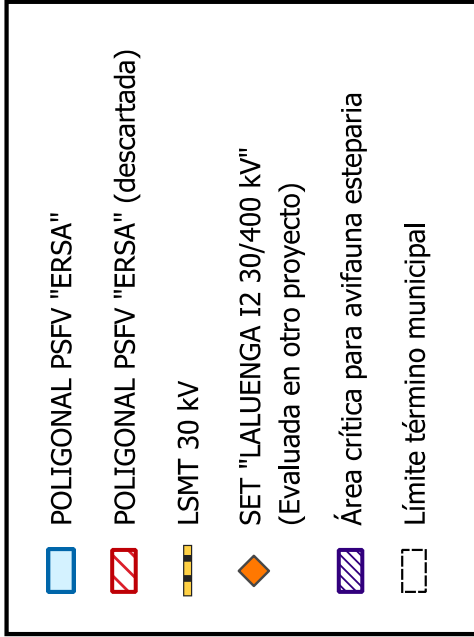 POLIGONAL PSFV "ERSA"
POLIGONAL PSFV "ERSA" (descartada)
LSMT 30 kV
SET "LALUENGA I2 30/400 kV"
(Evaluada en otro proyecto)
Área crítica para avifauna esteparia
Límite término municipal